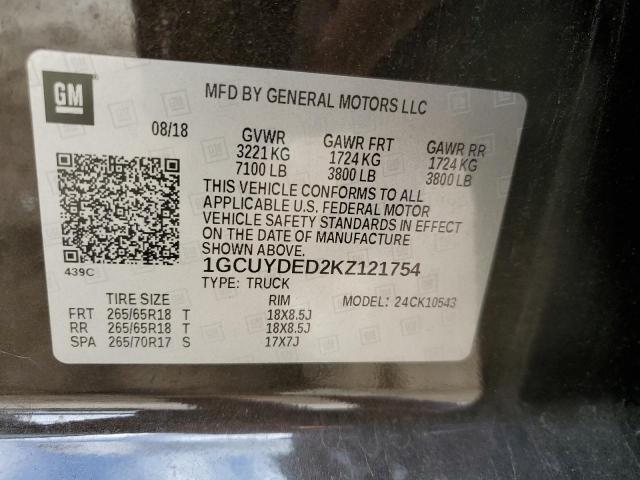 GM
MFD BY GENERAL MOTORS LLC
08/18 GVWR GAWR FRT GAWR RR
3221 KG 1724 KG 1724 KG
7100 LB 3800 LB 3800 LB
THIS VEHICLE CONFORMS TO ALL
APPLICABLE U.S. FEDERAL MOTOR
VEHICLE SAFETY STANDARDS IN EFFECT
ON THE DATE OF MANUFACTURE
SHOWN ABOVE.
439C 1GCUYDED2KZ121754
TYPE: TRUCK MODEL: 24CK10543
TIRE SIZE RIM
FRT 265/65R18 T 18X8.5J
RR 265/65R18 T 18X8.5J
SPA 265/70R17 S 17X7J